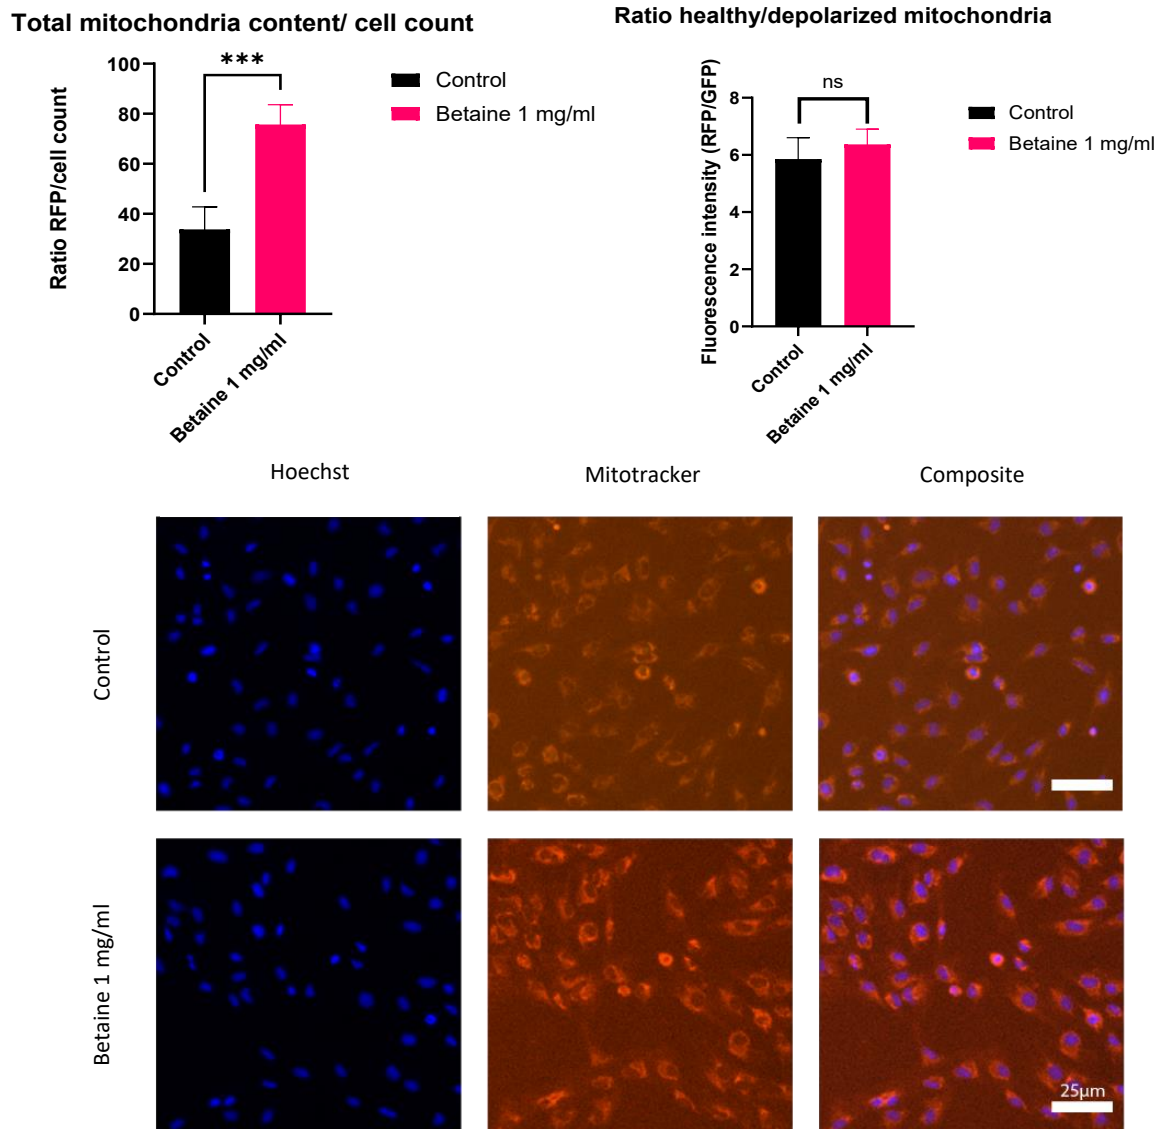 Total mitochondria content/ cell count
Ratio RFP/cell count
100
80
60
40
20
0
***
Control
Betaine 1 mg/ml
Control
Betaine 1 mg/ml
Ratio healthy/depolarized mitochondria
Fluorescence intensity (RFP/GFP)
8
6
4
2
0
ns
Control
Betaine 1 mg/ml
Control
Betaine 1 mg/ml
Hoechst
Mitotracker
Composite
Control
Betaine 1 mg/ml
25μm